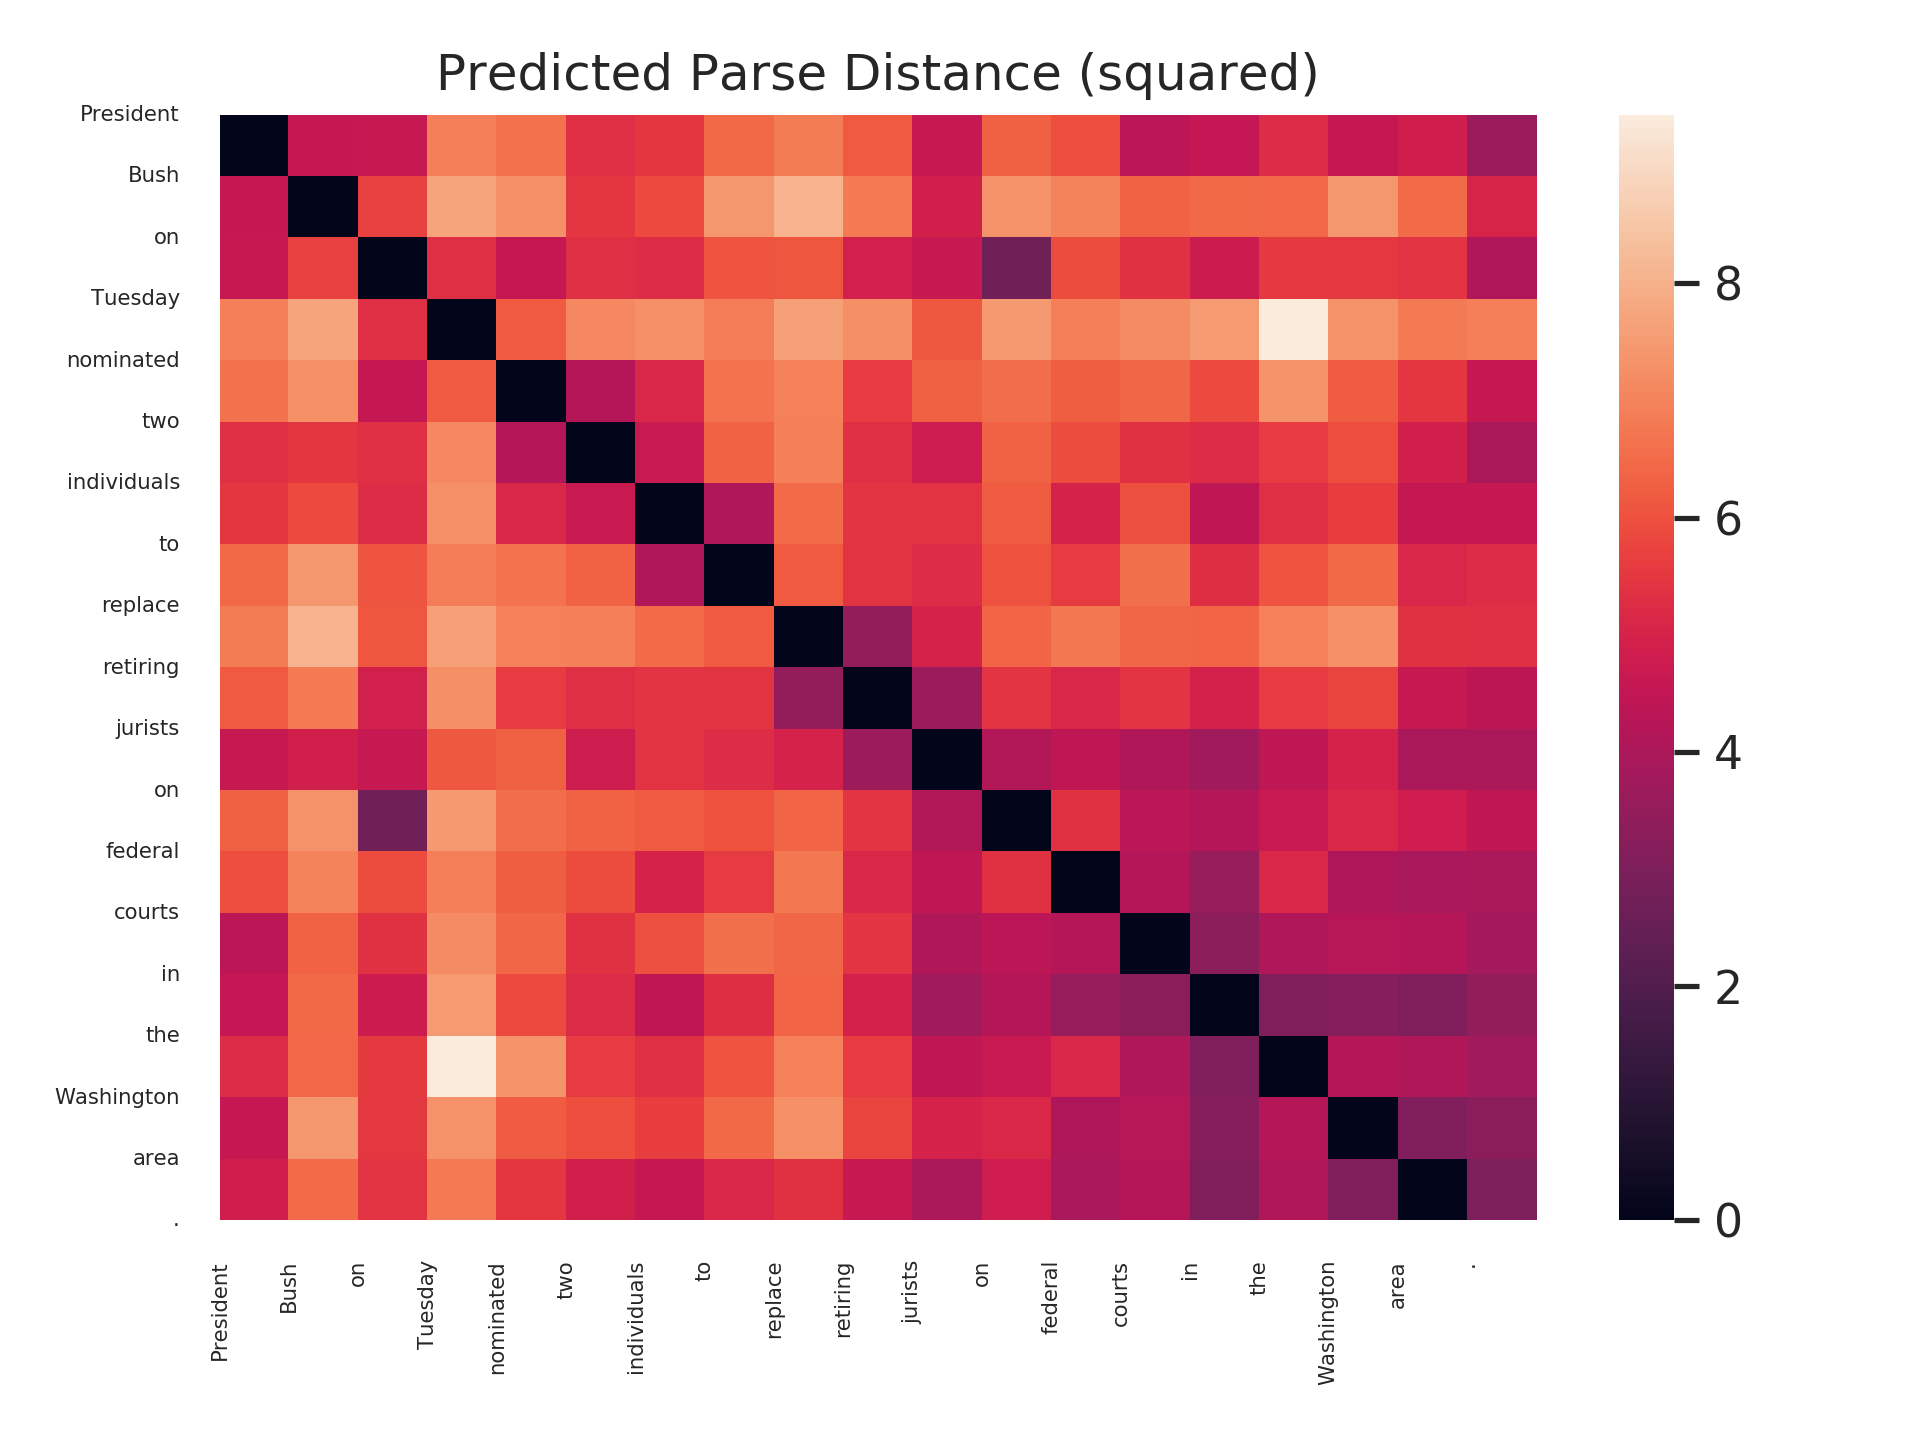 Predicted Parse Distance (squared)
President
Bush
on
Tuesday
nominated
two
individuals
to
replace
retiring
jurists
on
federal
courts
in
the
Washington
area
.
8
6
4
2
0
President
Bush
on
Tuesday
nominated
two
individuals
to
replace
retiring
jurists
on
federal
courts
in
the
Washington
area
.